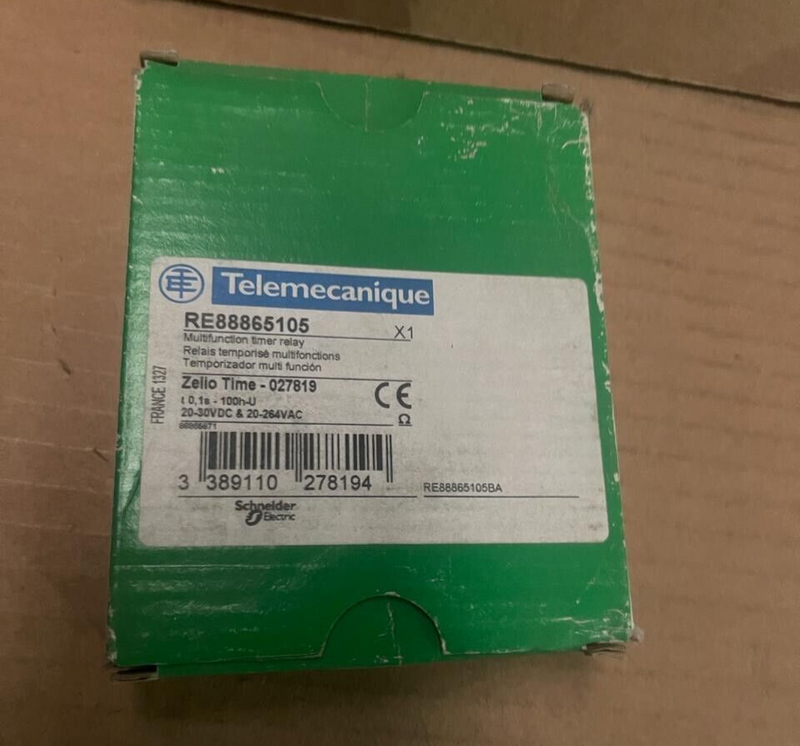 Telemecanique
RE88865105
X1
Multifunction timer relay
Relais temporisé multifonctions
Temporizador multi función
Zelio Time - 027819
t 0,1s - 100h-U
20-30VDC & 20-264VAC
CE
Ω
FRANCE 1327
3 389110 278194
RE88865105BA
Schneider
Electric